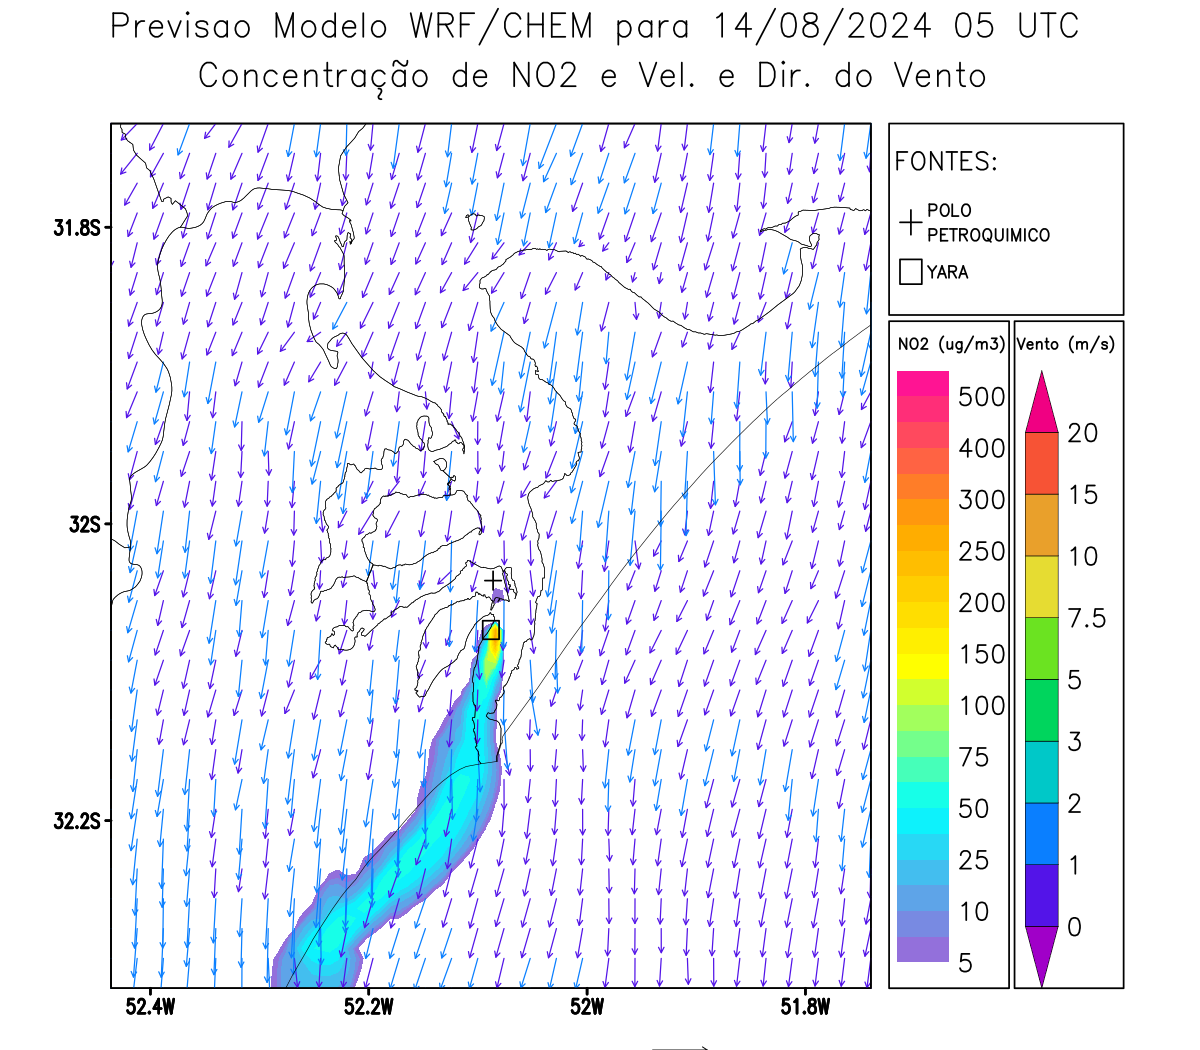 Previsao Modelo WRF/CHEM para 14/08/2024 05 UTC
Concentração de NO2 e Vel. e Dir. do Vento
FONTES:
POLO
PETROQUIMICO
YARA
NO2 (ug/m3)
500
400
300
250
200
150
100
75
50
25
10
5
Vento (m/s)
20
15
10
7.5
5
3
2
1
0
31.8S
32S
32.2S
52.4W
52.2W
52W
51.8W